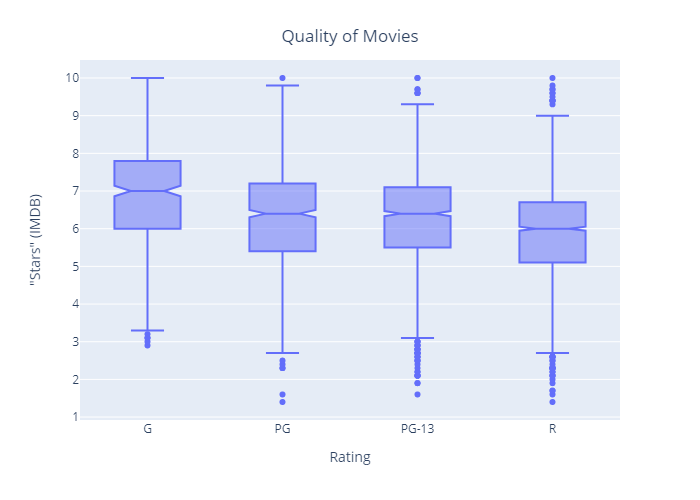 Quality of Movies
"Stars" (IMDB)
10
9
8
7
6
5
4
3
2
1
G PG PG-13 R
Rating